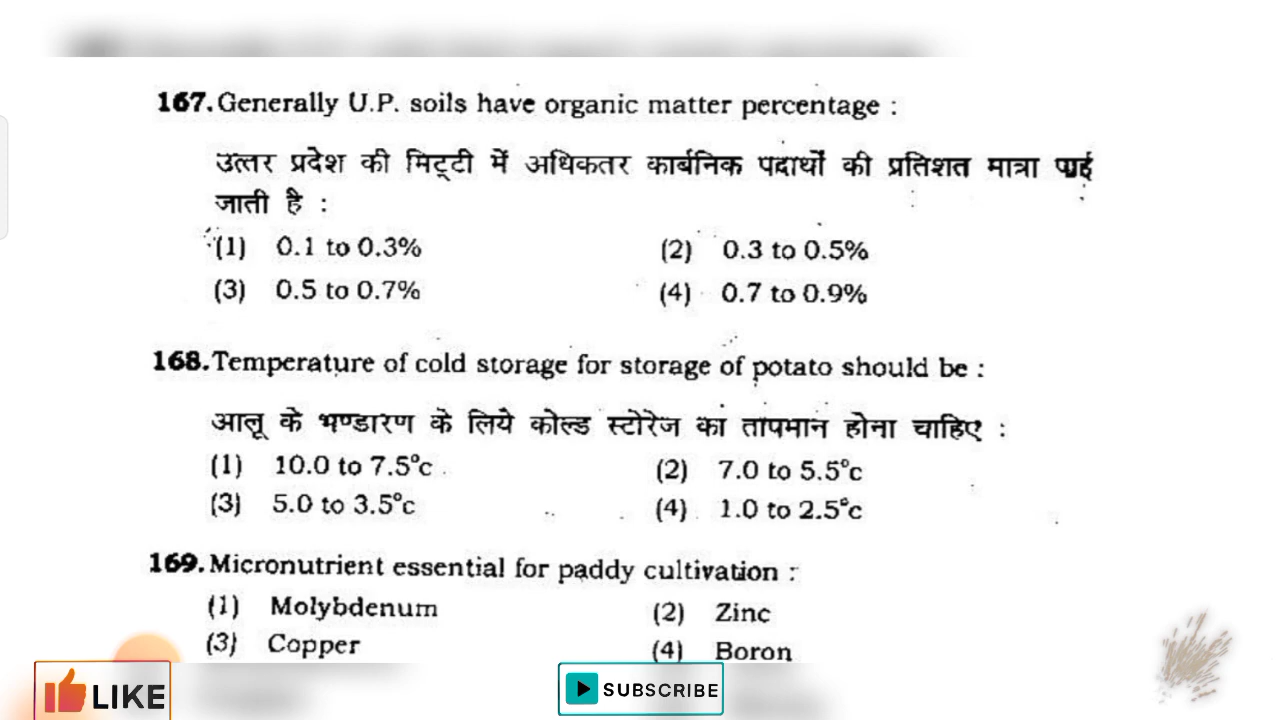 167. Generally U.P. soils have organic matter percentage :
उत्तर प्रदेश की मिट्टी में अधिकतर कार्बनिक पदार्थों की प्रतिशत मात्रा पाई
जाती है :
(1) 0.1 to 0.3% (2) 0.3 to 0.5%
(3) 0.5 to 0.7% (4) 0.7 to 0.9%
168. Temperature of cold storage for storage of potato should be :
आलू के भण्डारण के लिये कोल्ड स्टोरेज का तापमान होना चाहिए :
(1) 10.0 to 7.5°c (2) 7.0 to 5.5°c
(3) 5.0 to 3.5°c (4) 1.0 to 2.5°c
169. Micronutrient essential for paddy cultivation :
(1) Molybdenum (2) Zinc
(3) Copper (4) Boron
LIKE SUBSCRIBE